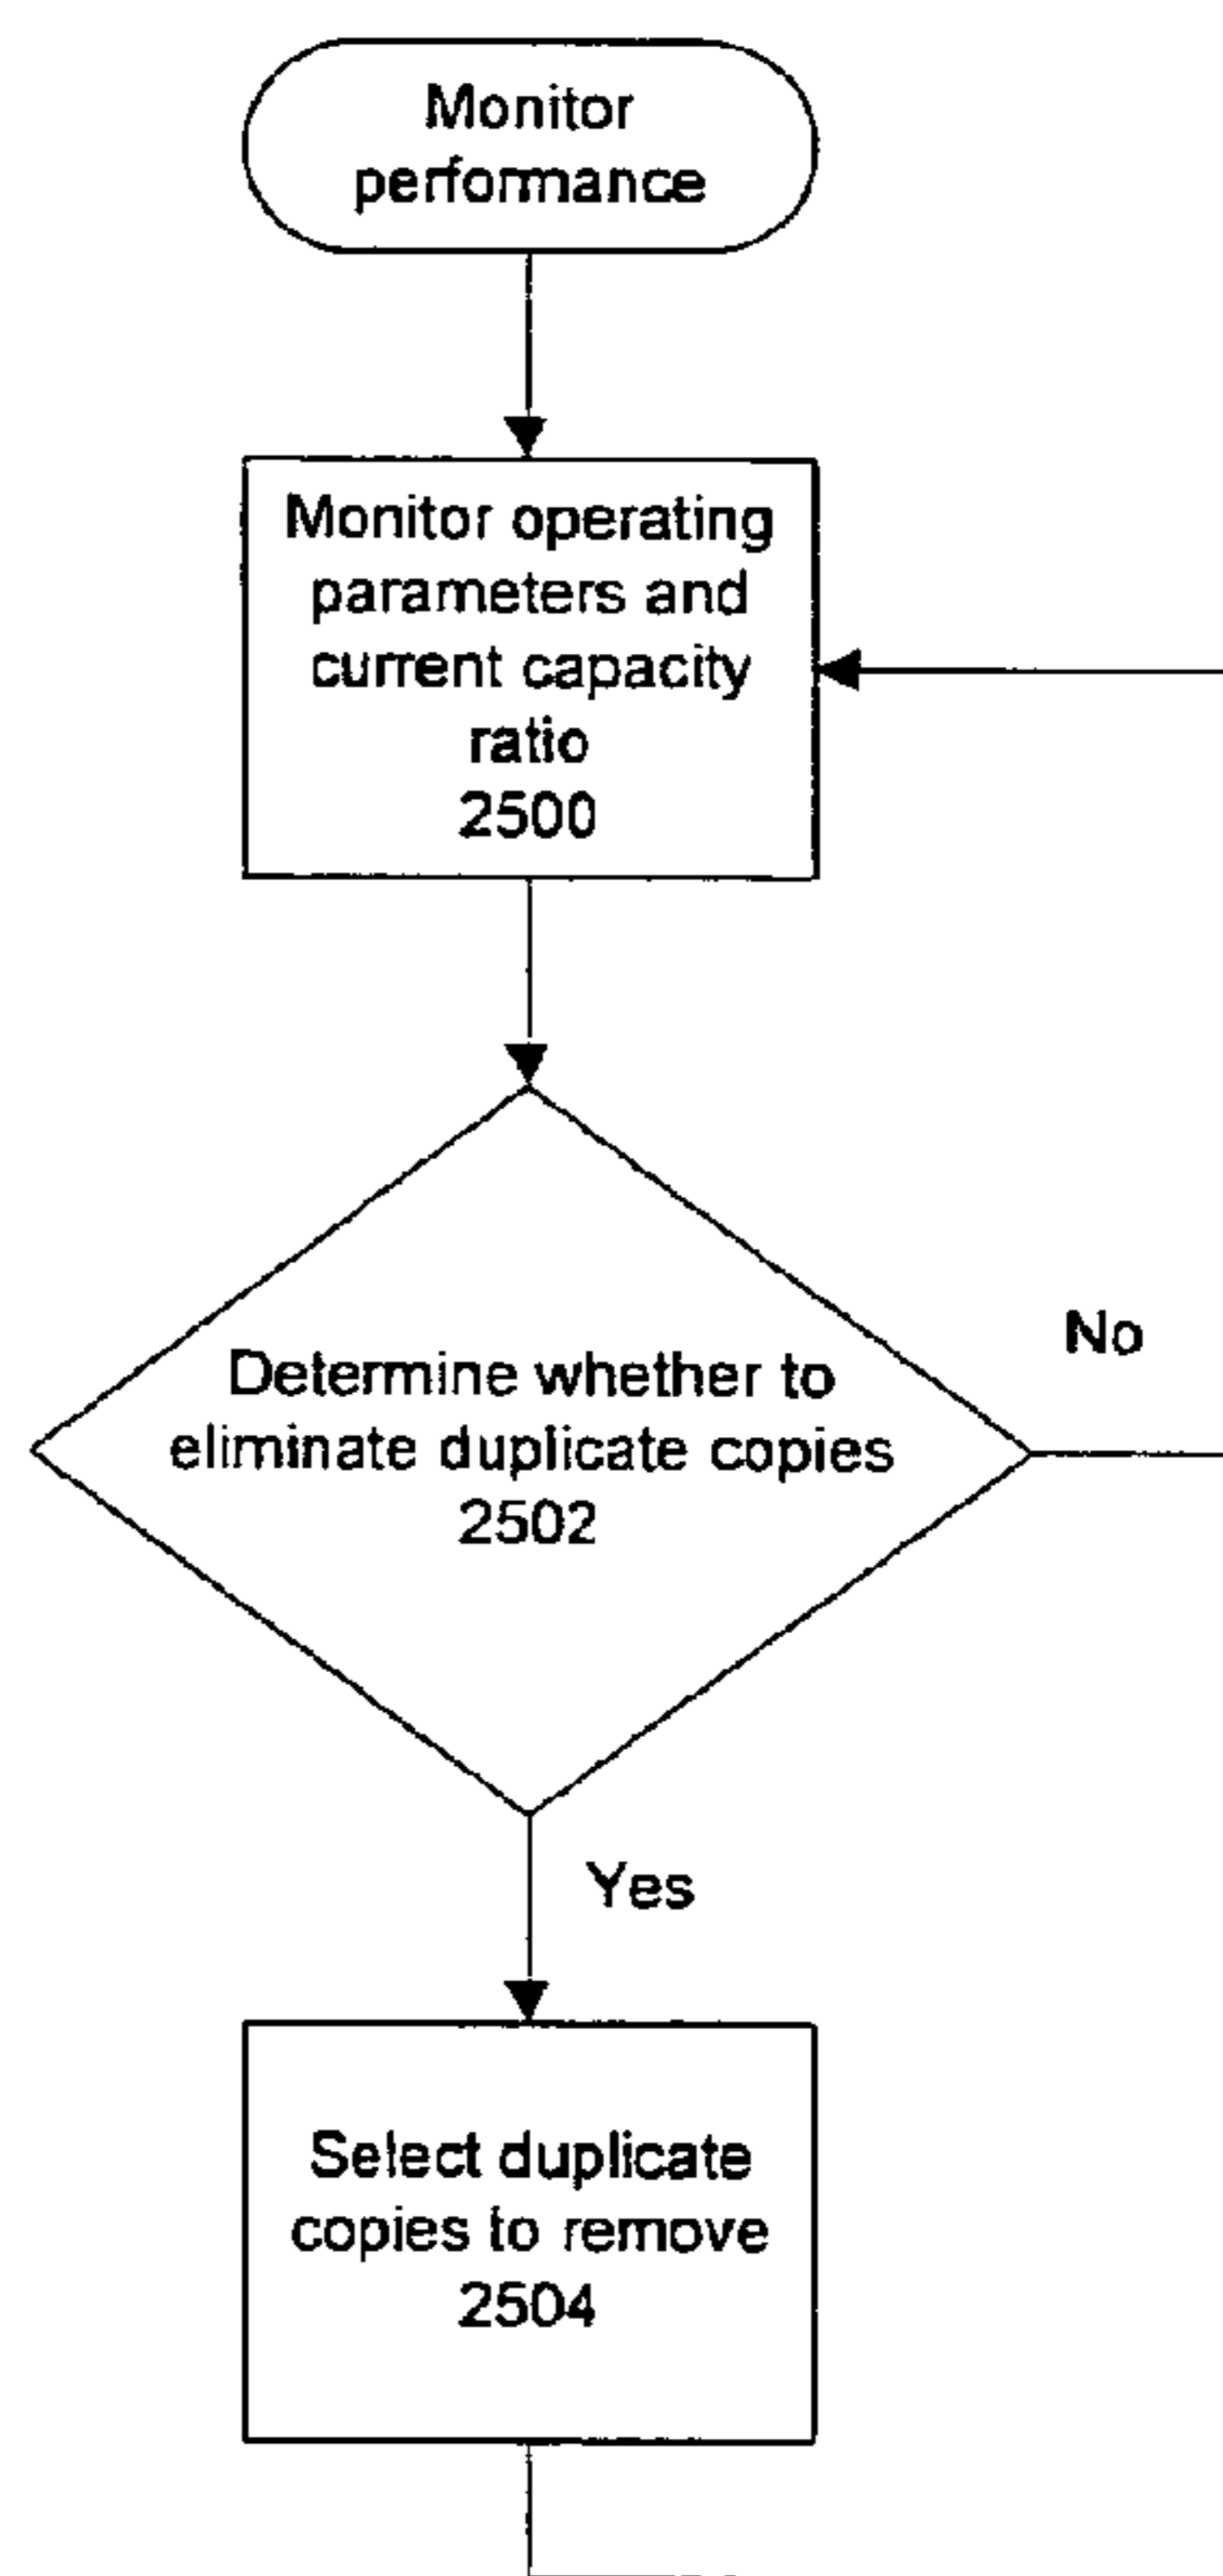 Monitor
performance
Monitor operating
parameters and
current capacity
ratio
2500
Determine whether to
eliminate duplicate copies
2502
No
Yes
Select duplicate
copies to remove
2504